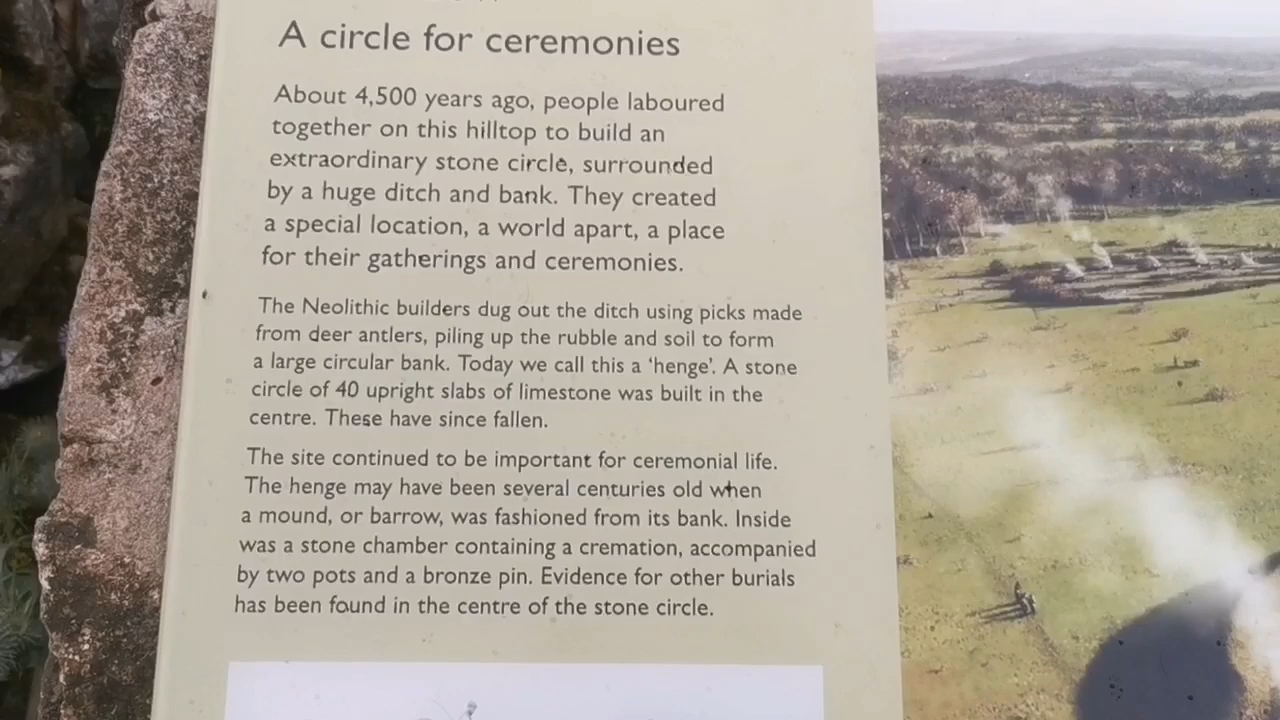 A circle for ceremonies
About 4,500 years ago, people laboured
together on this hilltop to build an
extraordinary stone circle, surrounded
by a huge ditch and bank. They created
a special location, a world apart, a place
for their gatherings and ceremonies.
The Neolithic builders dug out the ditch using picks made
from deer antlers, piling up the rubble and soil to form
a large circular bank. Today we call this a ‘henge’. A stone
circle of 40 upright slabs of limestone was built in the
centre. These have since fallen.
The site continued to be important for ceremonial life.
The henge may have been several centuries old when
a mound, or barrow, was fashioned from its bank. Inside
was a stone chamber containing a cremation, accompanied
by two pots and a bronze pin. Evidence for other burials
has been found in the centre of the stone circle.